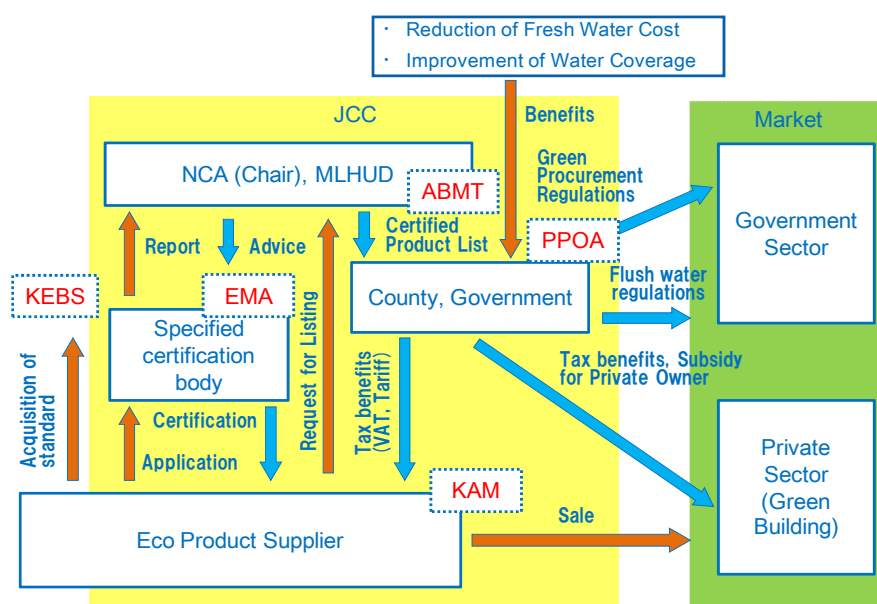 · Reduction of Fresh Water Cost
· Improvement of Water Coverage
JCC
Benefits
Market
NCA (Chair), MLHUD
ABMT
Green
Procurement
Regulations
Government
Sector
Report
Advice
Certified
Product List
PPOA
KEBS
EMA
County, Government
Flush water
regulations
Specified
certification
body
Request for Listing
Tax benefits
(VAT, Tariff)
Tax benefits, Subsidy
for Private Owner
Acquisition of
standard
Certification
Application
Private
Sector
(Green
Building)
KAM
Eco Product Supplier
Sale